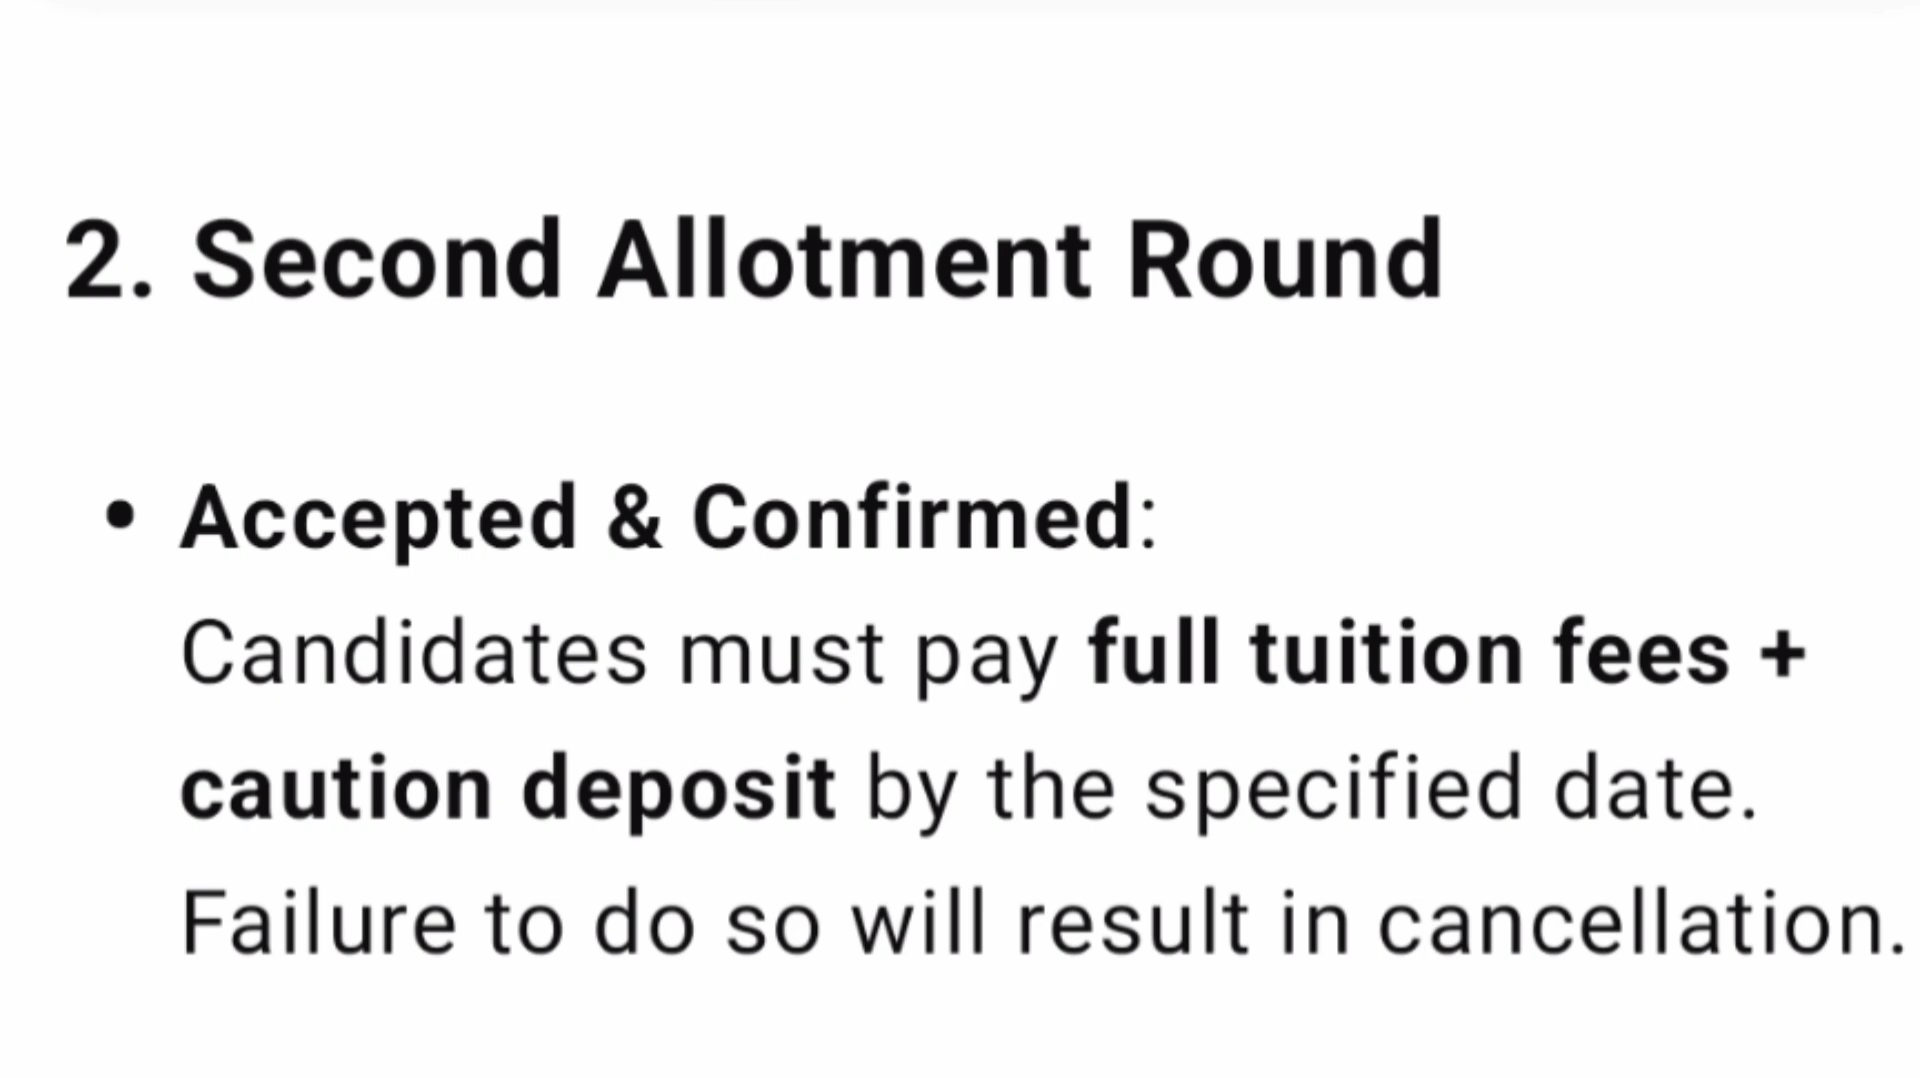 2. Second Allotment Round
• Accepted & Confirmed:
Candidates must pay full tuition fees +
caution deposit by the specified date.
Failure to do so will result in cancellation.